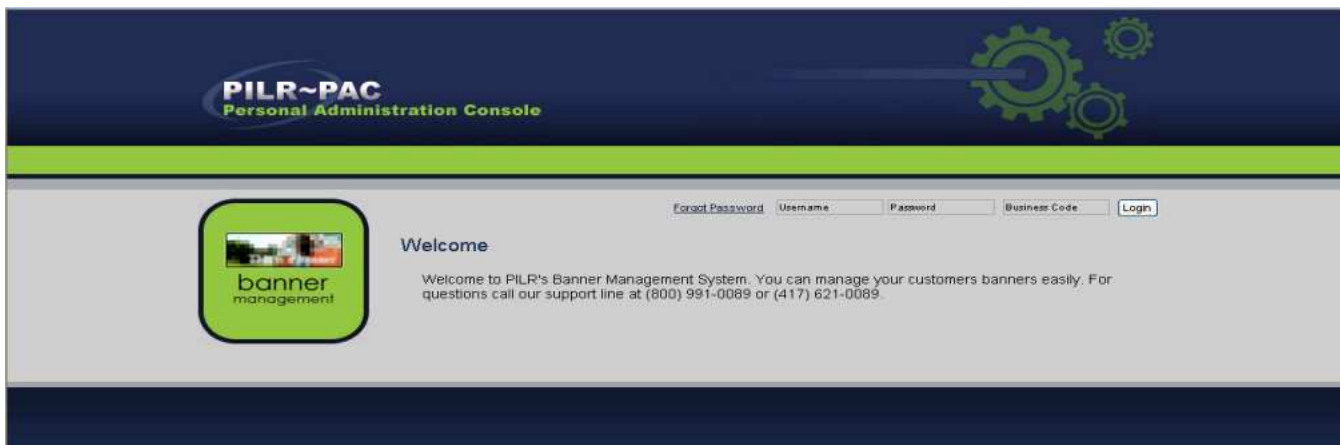 PILR~PAC
Personal Administration Console
Forgot Password Username Password Business Code Login
banner
management
Welcome
Welcome to PILR's Banner Management System. You can manage your customers banners easily. For
questions call our support line at (800) 991-0089 or (417) 621-0089.